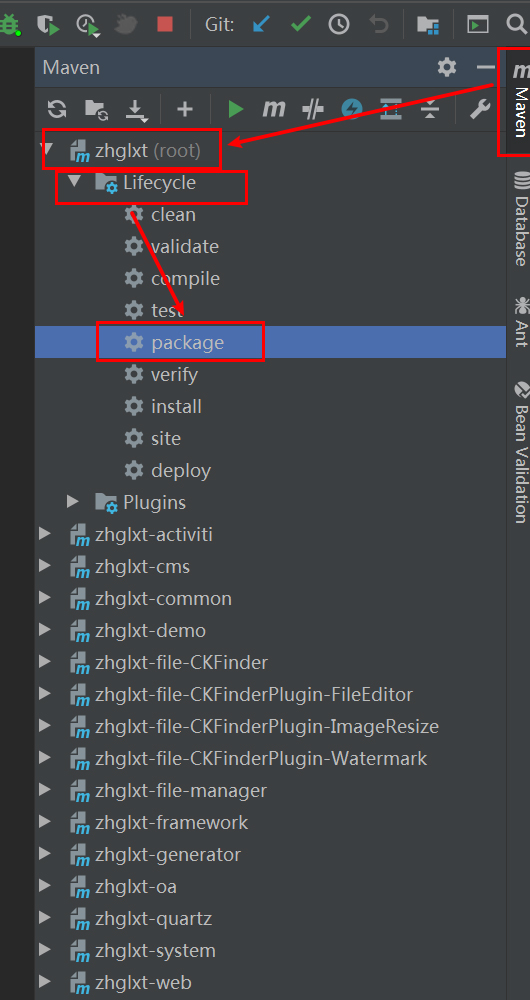 Git:
Maven
zhglxt (root)
Lifecycle
clean
validate
compile
test
package
verify
install
site
deploy
Plugins
zhglxt-activiti
zhglxt-cms
zhglxt-common
zhglxt-demo
zhglxt-file-CKFinder
zhglxt-file-CKFinderPlugin-FileEditor
zhglxt-file-CKFinderPlugin-ImageResize
zhglxt-file-CKFinderPlugin-Watermark
zhglxt-file-manager
zhglxt-framework
zhglxt-generator
zhglxt-oa
zhglxt-quartz
zhglxt-system
zhglxt-web
Maven
Database
Ant
Bean Validation